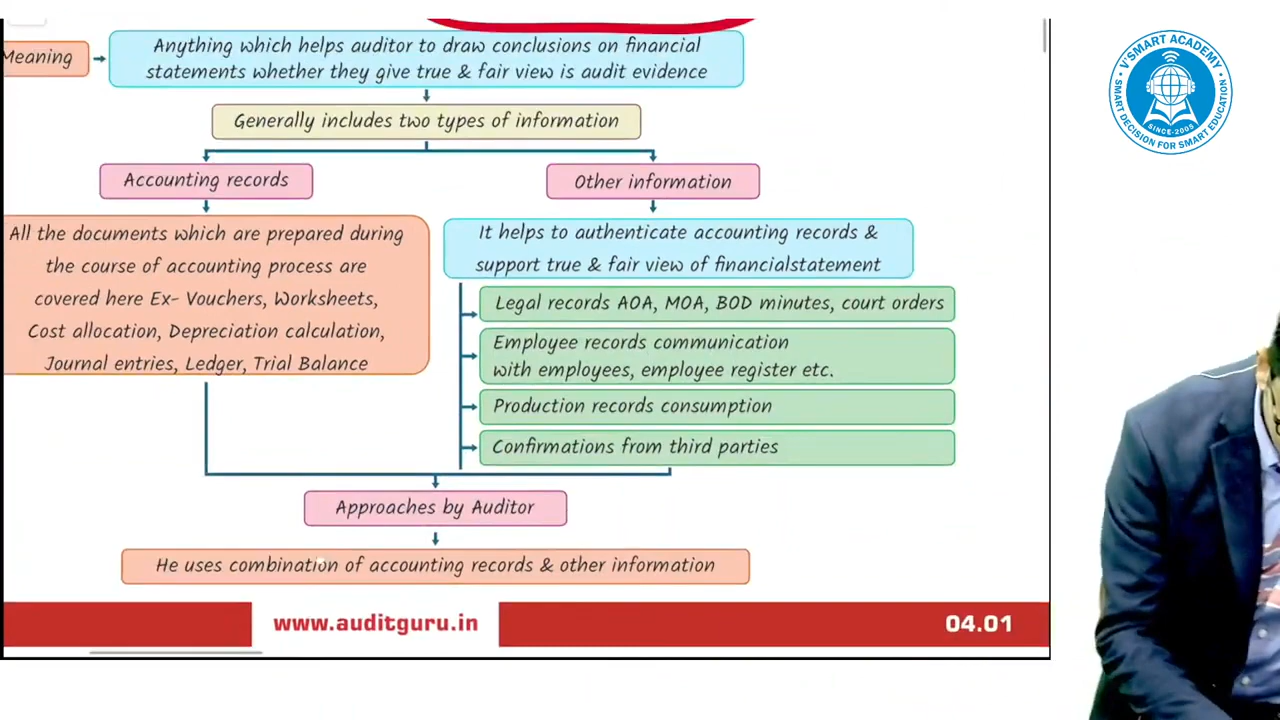 Meaning
Anything which helps auditor to draw conclusions on financial
statements whether they give true & fair view is audit evidence
Generally includes two types of information
Accounting records
Other information
All the documents which are prepared during
the course of accounting process are
covered here Ex- Vouchers, Worksheets,
Cost allocation, Depreciation calculation,
Journal entries, Ledger, Trial Balance
It helps to authenticate accounting records &
support true & fair view of financialstatement
Legal records AOA, MOA, BOD minutes, court orders
Employee records communication
with employees, employee register etc.
Production records consumption
Confirmations from third parties
Approaches by Auditor
He uses combination of accounting records & other information
www.auditguru.in
04.01
V'SMART ACADEMY
SINCE-2005
SMART DECISION FOR SMART EDUCATION